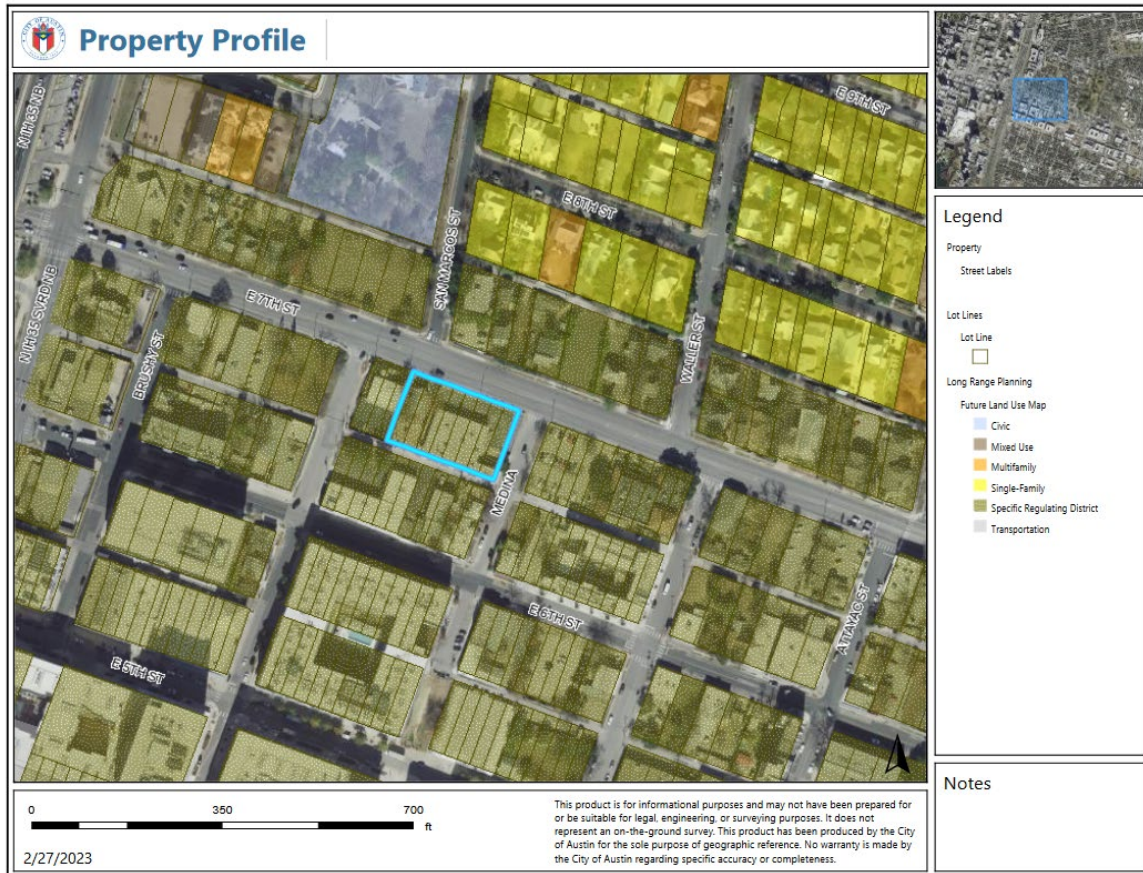 Property Profile
N IH 35 NB
E 9TH ST
E 8TH ST
SAN MARCOS ST
E 7TH ST
WALLER ST
N IH 35 SVRD NB
BRUSHY ST
MEDINA
E 6TH ST
ATTAYAC ST
E 5TH ST
Legend
Property
Street Labels
Lot Lines
Lot Line
Long Range Planning
Future Land Use Map
Civic
Mixed Use
Multifamily
Single-Family
Specific Regulating District
Transportation
Notes
0 350 700
ft
2/27/2023
This product is for informational purposes and may not have been prepared for
or be suitable for legal, engineering, or surveying purposes. It does not
represent an on-the-ground survey. This product has been produced by the City
of Austin for the sole purpose of geographic reference. No warranty is made by
the City of Austin regarding specific accuracy or completeness.